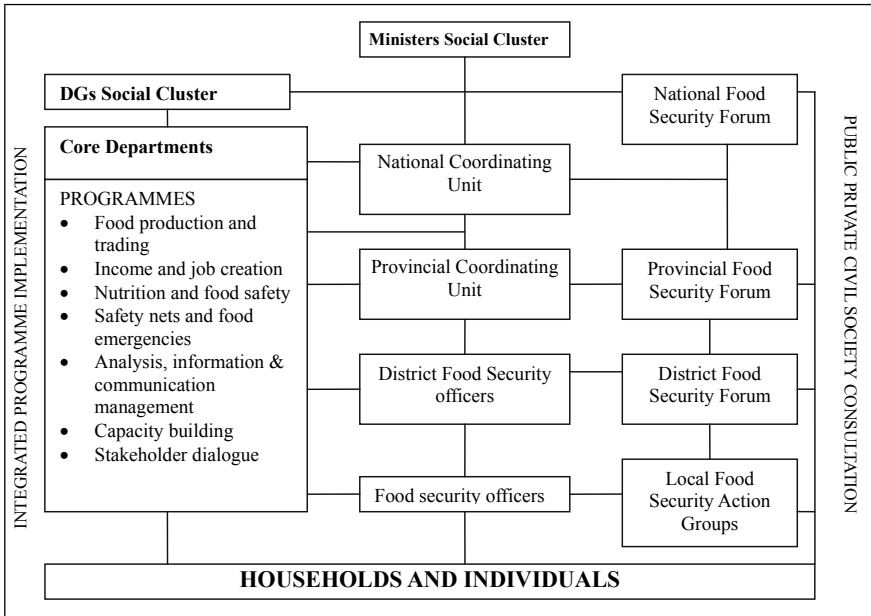 Ministers Social Cluster
DGs Social Cluster
National Food
Security Forum
Core Departments
PROGRAMMES
• Food production and
trading
• Income and job creation
• Nutrition and food safety
• Safety nets and food
emergencies
• Analysis, information &
communication
management
• Capacity building
• Stakeholder dialogue
National Coordinating
Unit
Provincial Coordinating
Unit
Provincial Food
Security Forum
District Food Security
officers
District Food
Security Forum
Food security officers
Local Food
Security Action
Groups
HOUSEHOLDS AND INDIVIDUALS
INTEGRATED PROGRAMME IMPLEMENTATION
PUBLIC PRIVATE CIVIL SOCIETY CONSULTATION